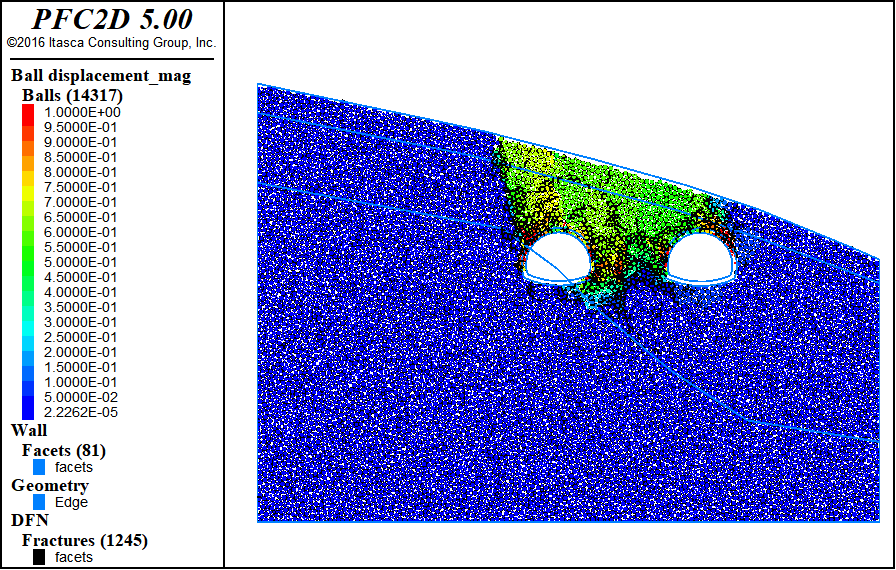 PFC2D 5.00
©2016 Itasca Consulting Group, Inc.
Ball displacement_mag
Balls (14317)
1.0000E+00
9.5000E-01
9.0000E-01
8.5000E-01
8.0000E-01
7.5000E-01
7.0000E-01
6.5000E-01
6.0000E-01
5.5000E-01
5.0000E-01
4.5000E-01
4.0000E-01
3.5000E-01
3.0000E-01
2.5000E-01
2.0000E-01
1.5000E-01
1.0000E-01
5.0000E-02
2.2262E-05
Wall
Facets (81)
facets
Geometry
Edge
DFN
Fractures (1245)
facets